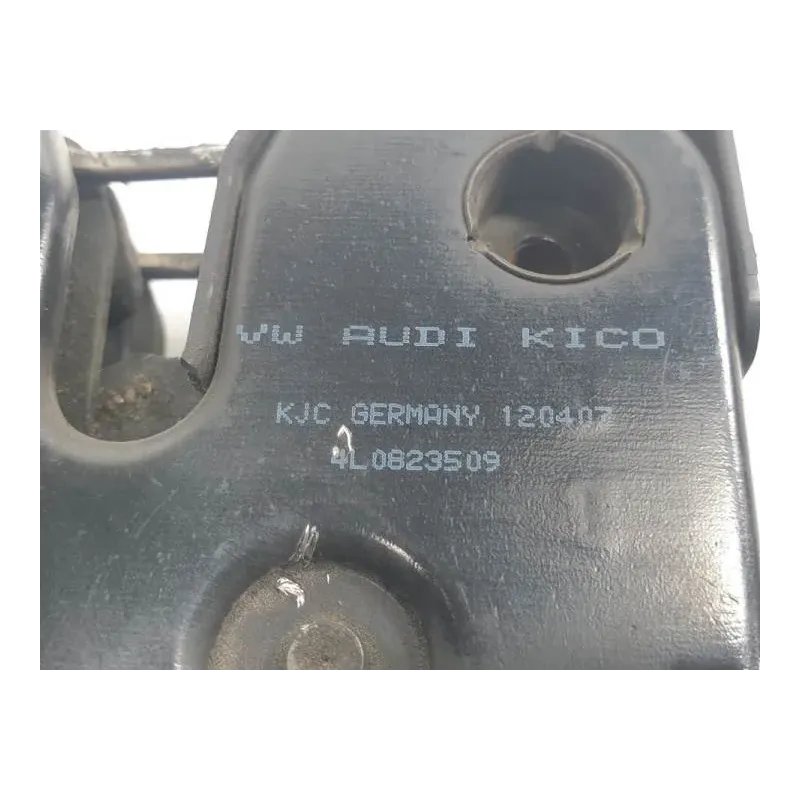 VW AUDI KICO
KJC GERMANY 120407
4L0823509